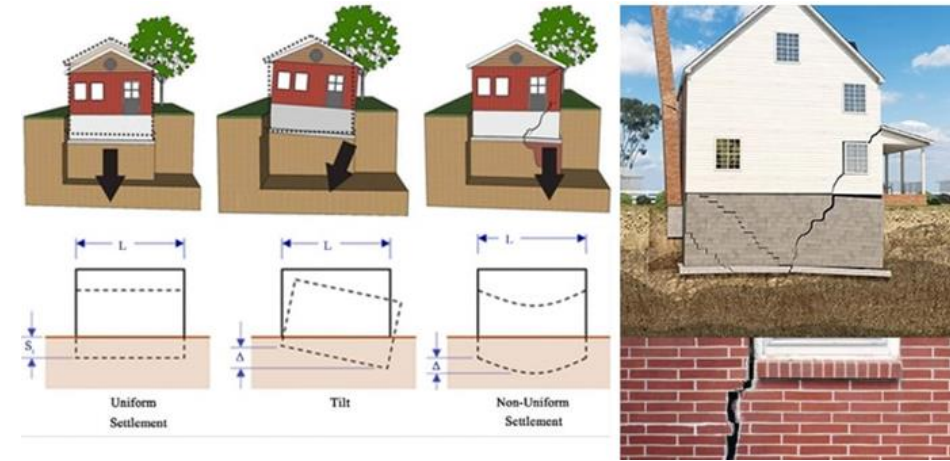 L
L
L
S
Δ
Δ
Uniform
Settlement
Tilt
Non-Uniform
Settlement